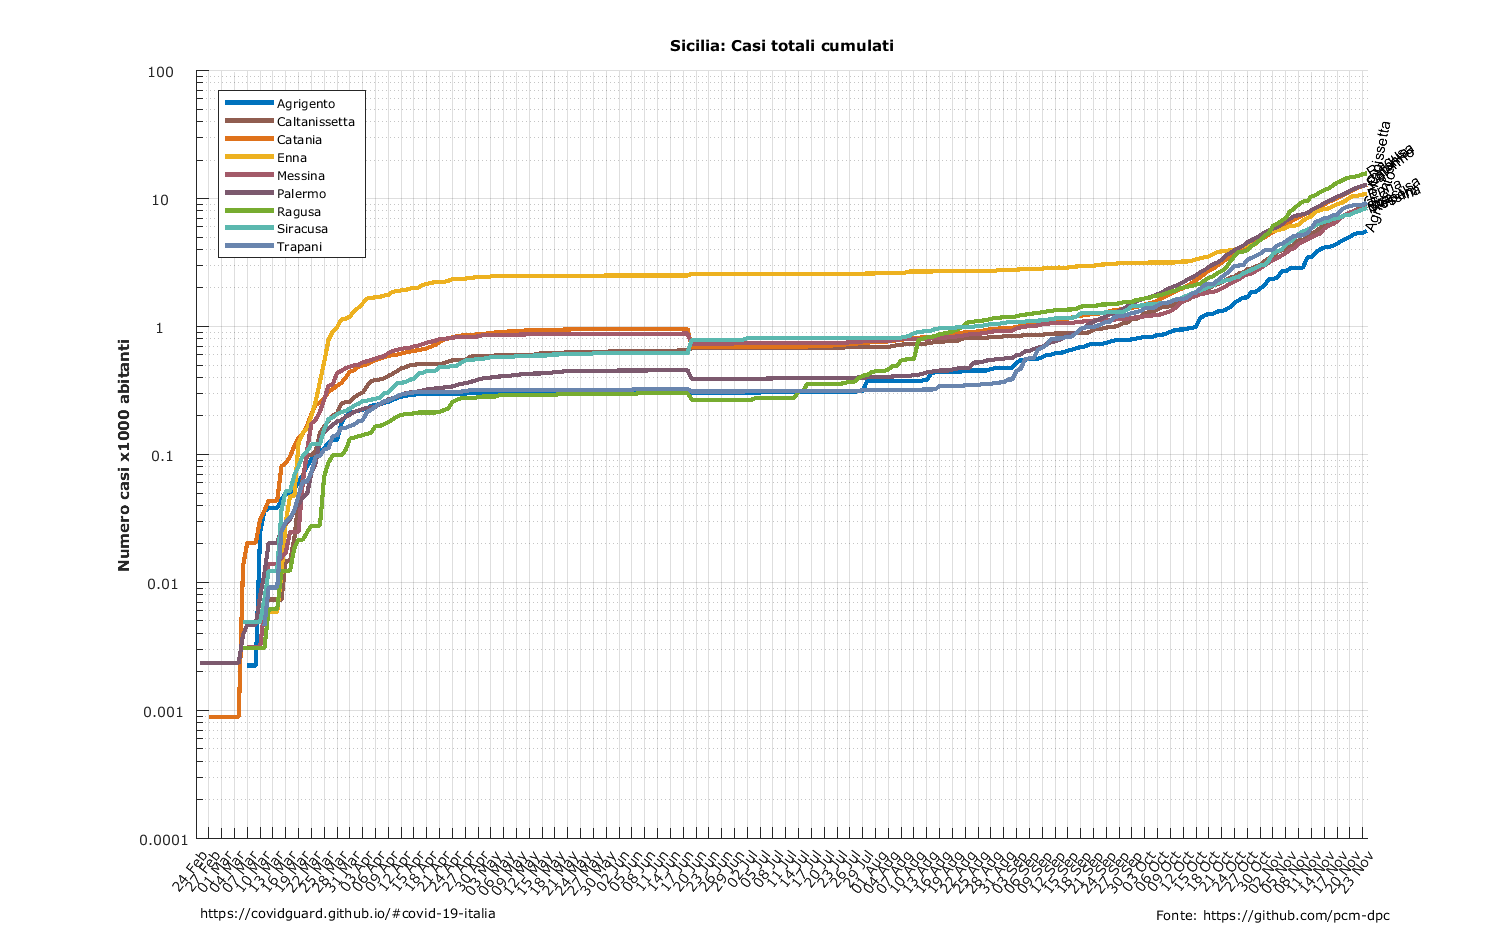 Sicilia: Casi totali cumulati
Numero casi x1000 abitanti
100
10
1
0.1
0.01
0.001
0.0001
Agrigento
Caltanissetta
Catania
Enna
Messina
Palermo
Ragusa
Siracusa
Trapani
24 Feb
27 Feb
01 Mar
04 Mar
07 Mar
10 Mar
13 Mar
16 Mar
19 Mar
22 Mar
25 Mar
28 Mar
31 Mar
03 Apr
06 Apr
09 Apr
12 Apr
15 Apr
18 Apr
21 Apr
24 Apr
27 Apr
30 Apr
03 May
06 May
09 May
12 May
15 May
18 May
21 May
24 May
27 May
30 May
02 Jun
05 Jun
08 Jun
11 Jun
14 Jun
17 Jun
20 Jun
23 Jun
26 Jun
29 Jun
02 Jul
05 Jul
08 Jul
11 Jul
14 Jul
17 Jul
20 Jul
23 Jul
26 Jul
29 Jul
01 Aug
04 Aug
07 Aug
10 Aug
13 Aug
16 Aug
19 Aug
22 Aug
25 Aug
28 Aug
31 Aug
03 Sep
06 Sep
09 Sep
12 Sep
15 Sep
18 Sep
21 Sep
24 Sep
27 Sep
30 Sep
03 Oct
06 Oct
09 Oct
12 Oct
15 Oct
18 Oct
21 Oct
24 Oct
27 Oct
30 Oct
02 Nov
05 Nov
08 Nov
11 Nov
14 Nov
17 Nov
20 Nov
23 Nov
https://covidguard.github.io/#covid-19-italia
Fonte: https://github.com/pcm-dpc